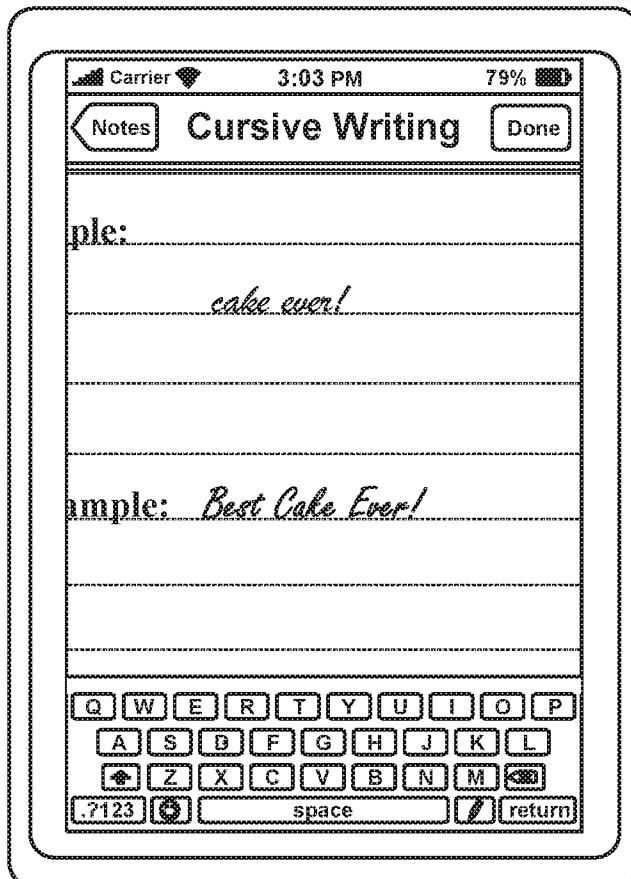 Carrier 3:03 PM 79%
Notes Cursive Writing Done
ple:
cake ever!
ample: Best Cake Ever!
Q W E R T Y U I O P
A S D F G H J K L
Z X C V B N M
.?123 space return